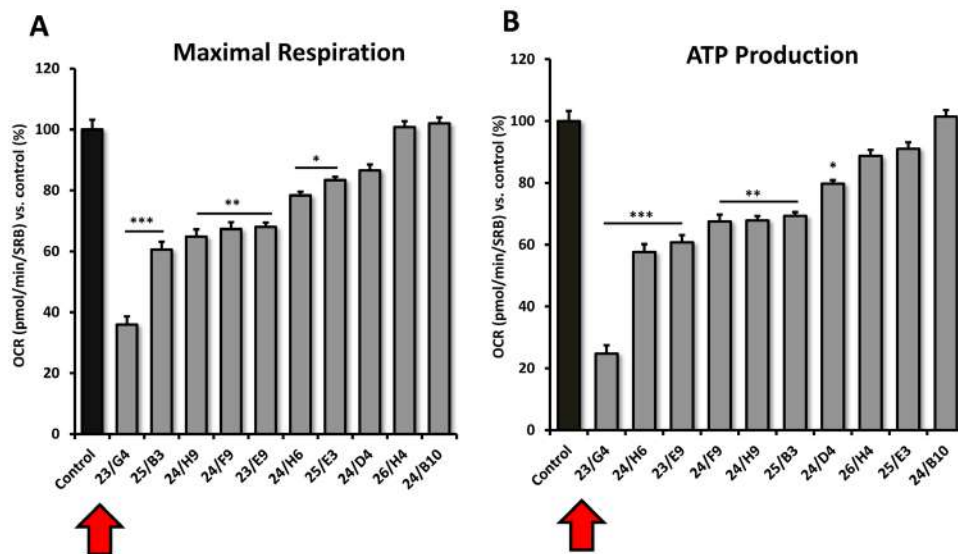 A
Maximal Respiration
OCR (pmol/min/SRB) vs. control (%)
120
100
80
60
40
20
0
***
**
*
Control
23/G4
25/B3
24/H9
24/F9
23/E9
24/H6
25/E3
24/D4
26/H4
24/B10
B
ATP Production
OCR (pmol/min/SRB) vs. control (%)
120
100
80
60
40
20
0
***
**
*
Control
23/G4
24/H6
23/E9
24/F9
24/H9
25/B3
24/D4
26/H4
25/E3
24/B10